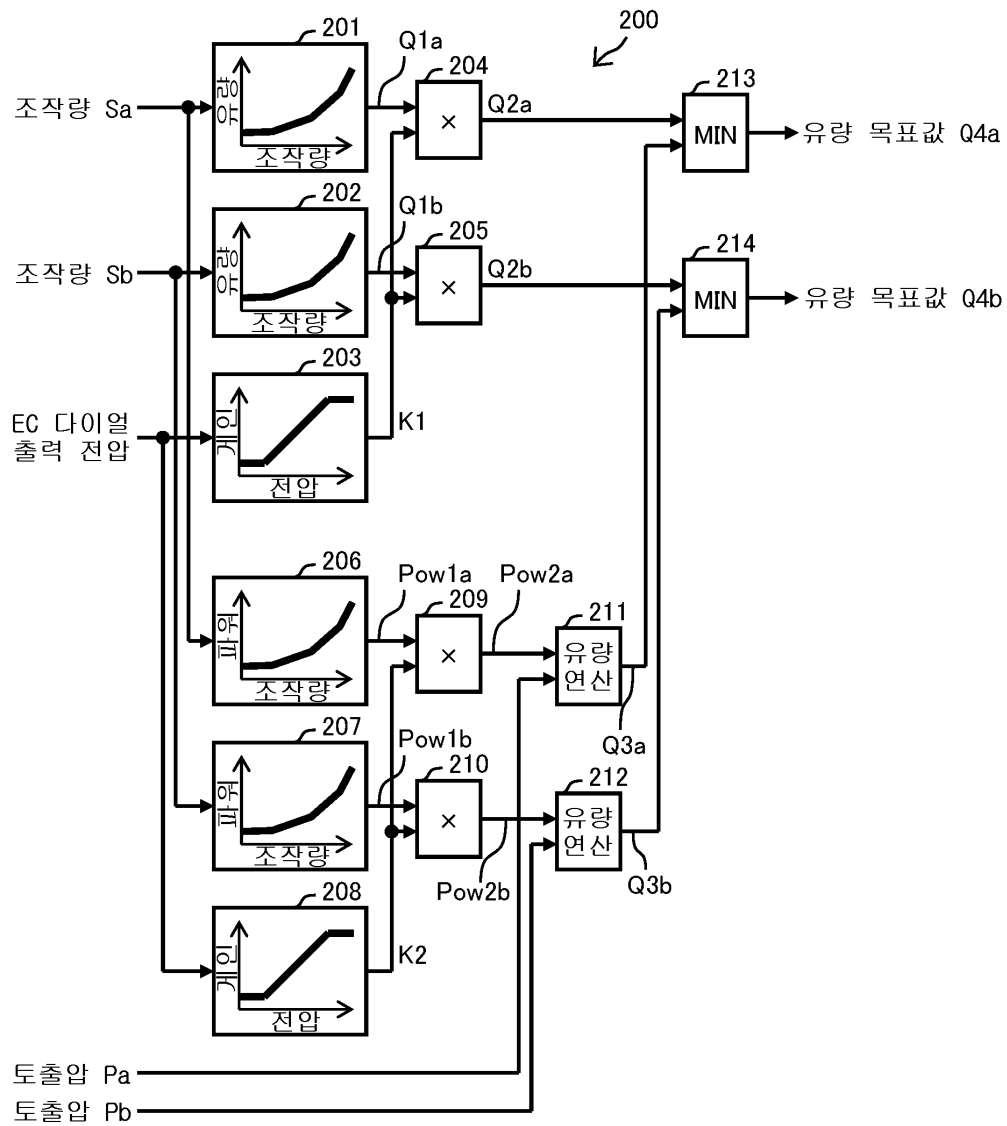 200
201
Q1a
204
Q2a
213
조작량 Sa
유량
조작량
×
MIN
유량 목표값 Q4a
202
Q1b
205
Q2b
214
조작량 Sb
유량
조작량
×
MIN
유량 목표값 Q4b
203
EC 다이얼
출력 전압
게인
전압
K1
206
Pow1a
209
Pow2a
211
파워
조작량
×
유량
연산
Q3a
207
Pow1b
210
212
파워
조작량
×
유량
연산
Pow2b
Q3b
208
게인
전압
K2
토출압 Pa
토출압 Pb